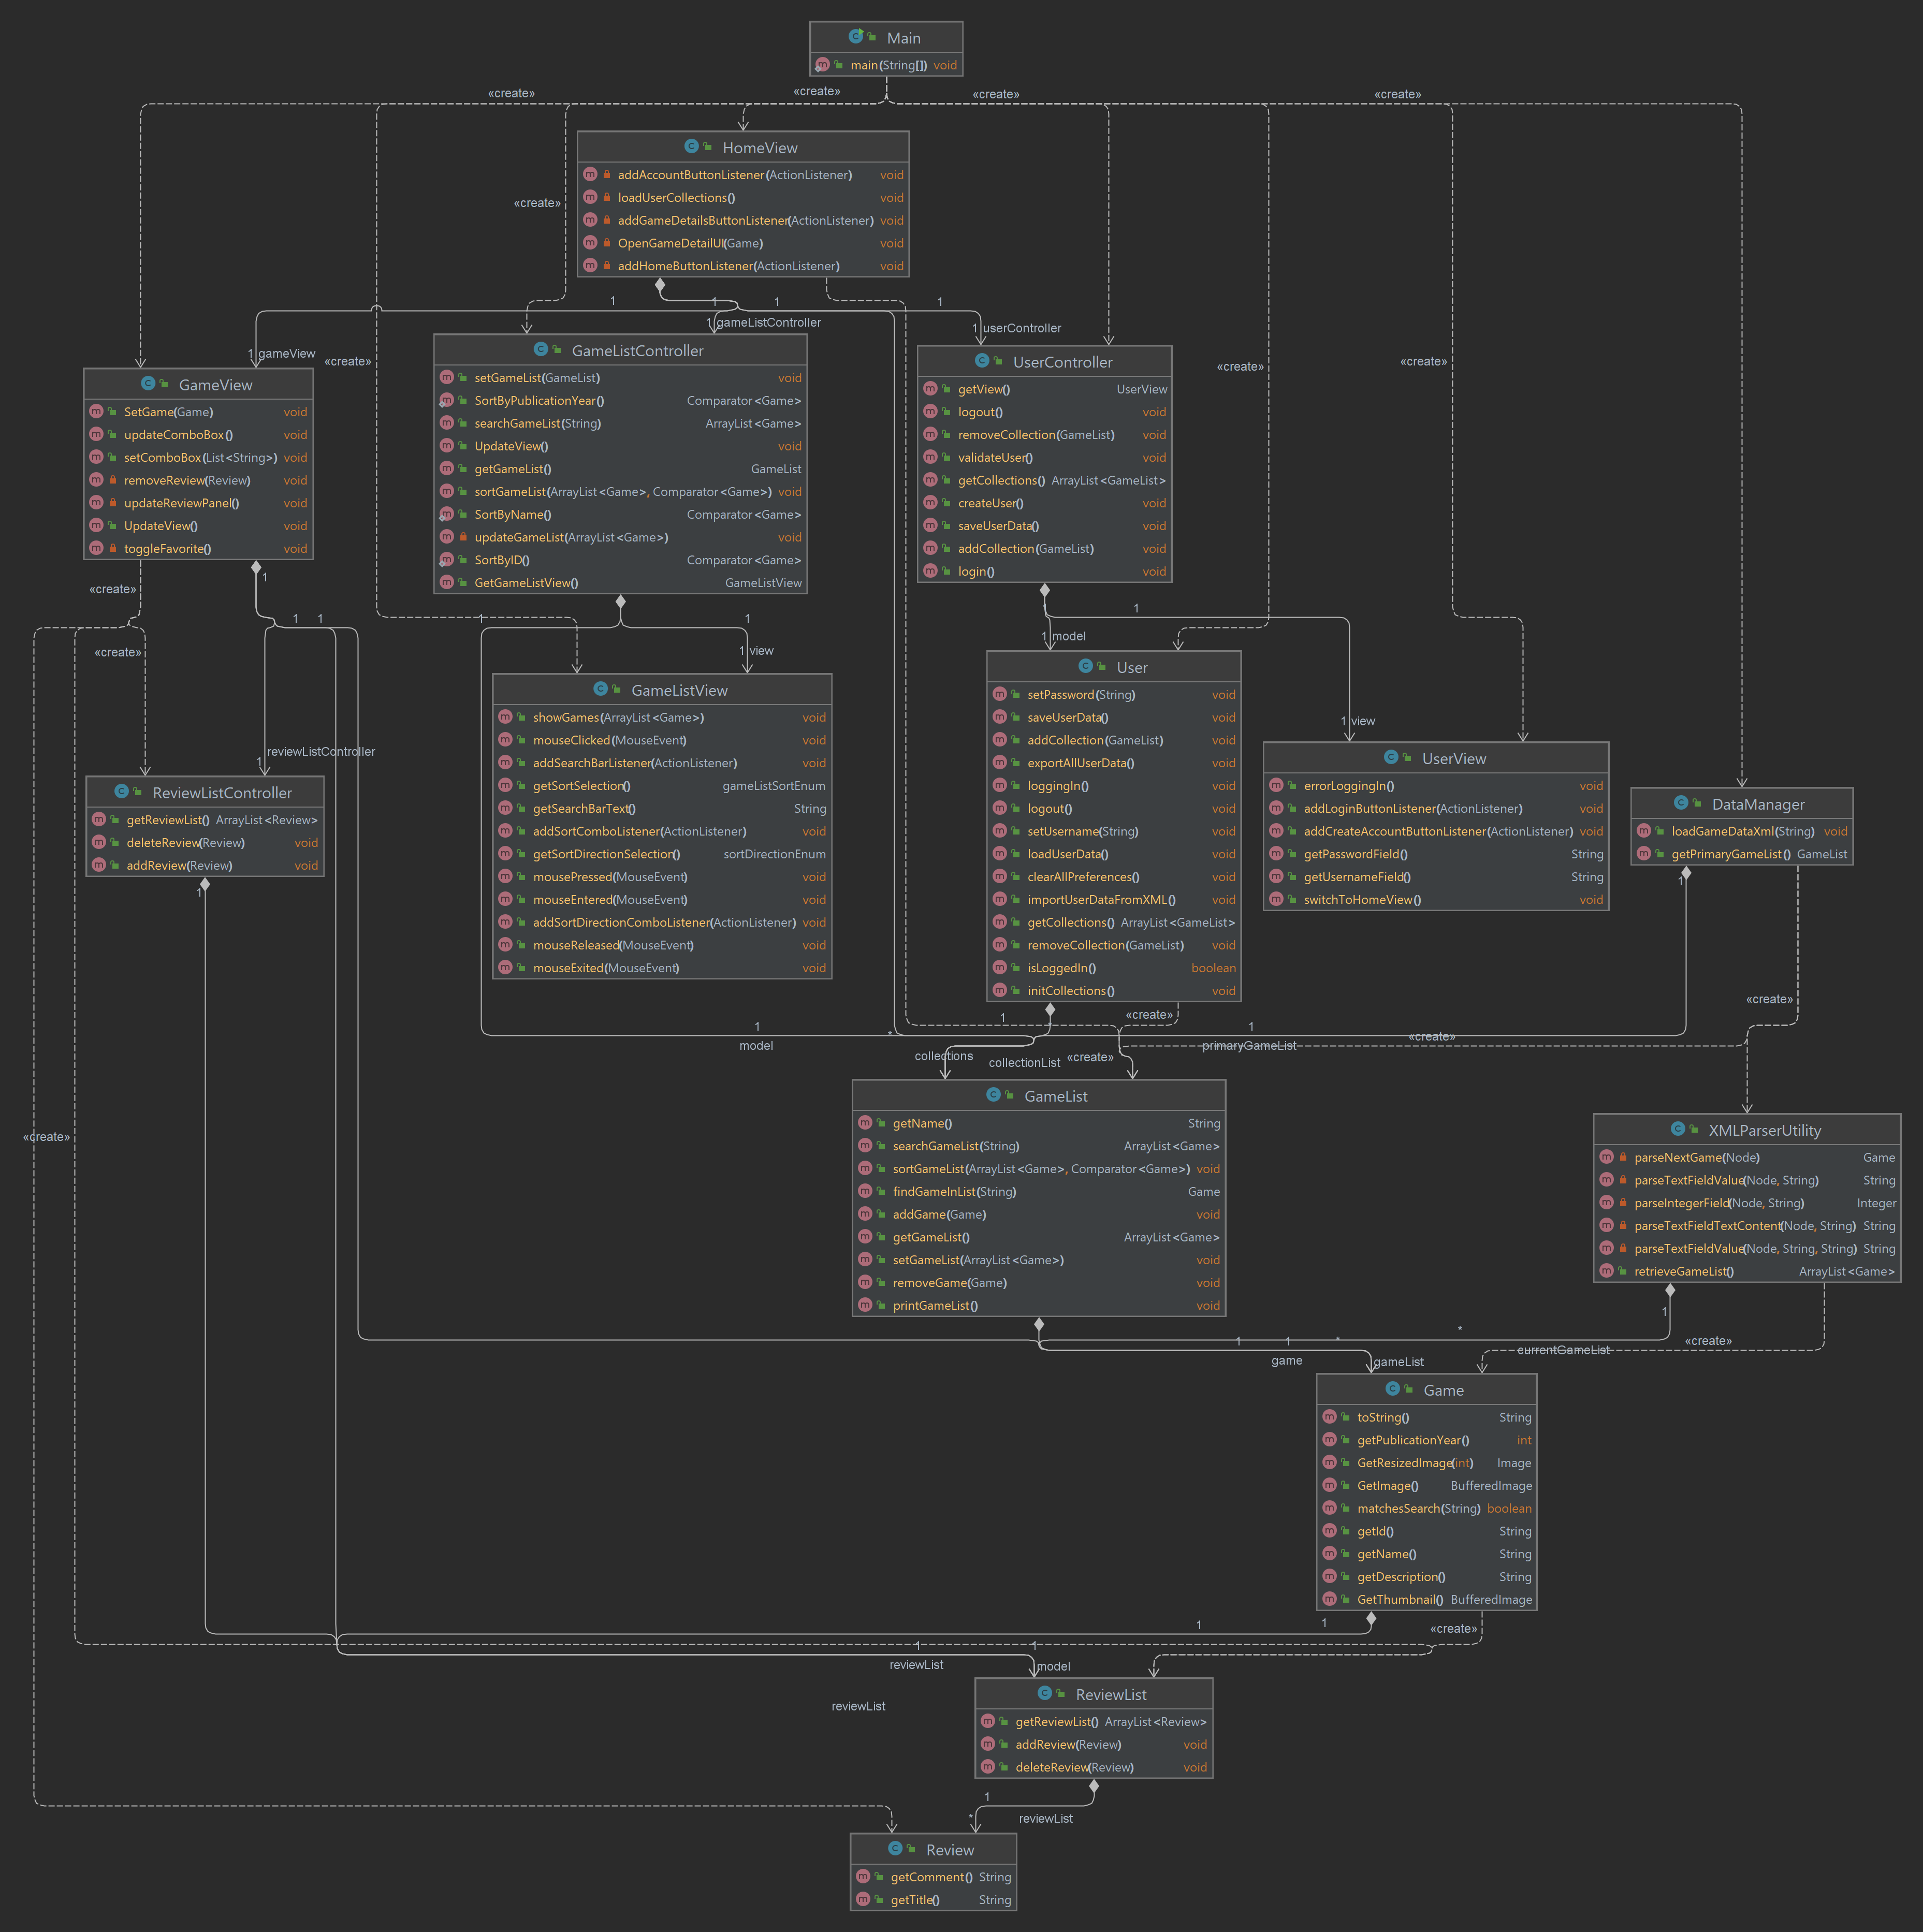 Main
main(String[]) void
«create»
«create»
«create»
«create»
HomeView
addAccountButtonListener(ActionListener) void
loadUserCollections() void
addGameDetailsButtonListener(ActionListener) void
OpenGameDetailUI(Game) void
addHomeButtonListener(ActionListener) void
«create»
1 1 1 1
1 gameListController
1 userController
1 gameView
«create»
«create»
«create»
GameView
SetGame(Game) void
updateComboBox() void
setComboBox(List<String>) void
removeReview(Review) void
updateReviewPanel() void
UpdateView() void
toggleFavorite() void
GameListController
setGameList(GameList) void
SortByPublicationYear() Comparator<Game>
searchGameList(String) ArrayList<Game>
UpdateView() void
getGameList() GameList
sortGameList(ArrayList<Game>, Comparator<Game>) void
SortByName() Comparator<Game>
updateGameList(ArrayList<Game>) void
SortByID() Comparator<Game>
GetGameListView() GameListView
UserController
getView() UserView
logout() void
removeCollection(GameList) void
validateUser() void
getCollections() ArrayList<GameList>
createUser() void
saveUserData() void
addCollection(GameList) void
login() void
1
«create»
1 1 1 1
1 1
1 model
«create»
1 view
GameListView
showGames(ArrayList<Game>) void
mouseClicked(MouseEvent) void
addSearchBarListener(ActionListener) void
getSortSelection() gameListSortEnum
getSearchBarText() String
addSortComboListener(ActionListener) void
getSortDirectionSelection() sortDirectionEnum
mousePressed(MouseEvent) void
mouseEntered(MouseEvent) void
addSortDirectionComboListener(ActionListener) void
mouseReleased(MouseEvent) void
mouseExited(MouseEvent) void
User
setPassword(String) void
saveUserData() void
addCollection(GameList) void
exportAllUserData() void
loggingIn() void
logout() void
setUsername(String) void
loadUserData() void
clearAllPreferences() void
importUserDataFromXML() void
getCollections() ArrayList<GameList>
removeCollection(GameList) void
isLoggedIn() boolean
initCollections() void
1 view
UserView
errorLoggingIn() void
addLoginButtonListener(ActionListener) void
addCreateAccountButtonListener(ActionListener) void
getPasswordField() String
getUsernameField() String
switchToHomeView() void
reviewListController
1
ReviewListController
getReviewList() ArrayList<Review>
deleteReview(Review) void
addReview(Review) void
1
DataManager
loadGameDataXml(String) void
getPrimaryGameList() GameList
1
«create»
1 «create»
1 * 1 «create»
model
collections
primaryGameList
collectionList «create»
GameList
getName() String
searchGameList(String) ArrayList<Game>
sortGameList(ArrayList<Game>, Comparator<Game>) void
findGameInList(String) Game
addGame(Game) void
getGameList() ArrayList<Game>
setGameList(ArrayList<Game>) void
removeGame(Game) void
printGameList() void
XMLParserUtility
parseNextGame(Node) Game
parseTextFieldValue(Node, String) String
parseIntegerField(Node, String) Integer
parseTextFieldTextContent(Node, String) String
parseTextFieldValue(Node, String, String) String
retrieveGameList() ArrayList<Game>
«create»
1
1 1 * *
«create»
currentGameList
game
gameList
Game
toString() String
getPublicationYear() int
GetResizedImage(int) Image
GetImage() BufferedImage
matchesSearch(String) boolean
getId() String
getName() String
getDescription() String
GetThumbnail() BufferedImage
1 1
«create»
1 1
reviewList
model
reviewList
ReviewList
getReviewList() ArrayList<Review>
addReview(Review) void
deleteReview(Review) void
1
*
reviewList
Review
getComment() String
getTitle() String